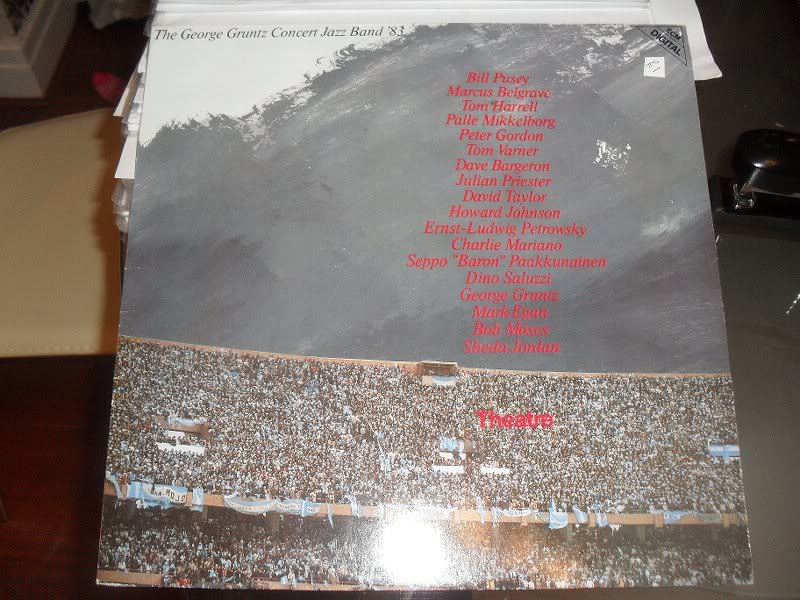 The George Gruntz Concert Jazz Band '83
ECM
DIGITAL
Bill Pusey
Marcus Belgrave
Tom Harrell
Palle Mikkelborg
Peter Gordon
Tom Varner
Dave Bargeron
Julian Priester
David Taylor
Howard Johnson
Ernst-Ludwig Petrowsky
Charlie Mariano
Seppo "Baron" Paakkunainen
Dino Saluzzi
George Gruntz
Mark Egan
Bob Moses
Sheila Jordan
Theatre